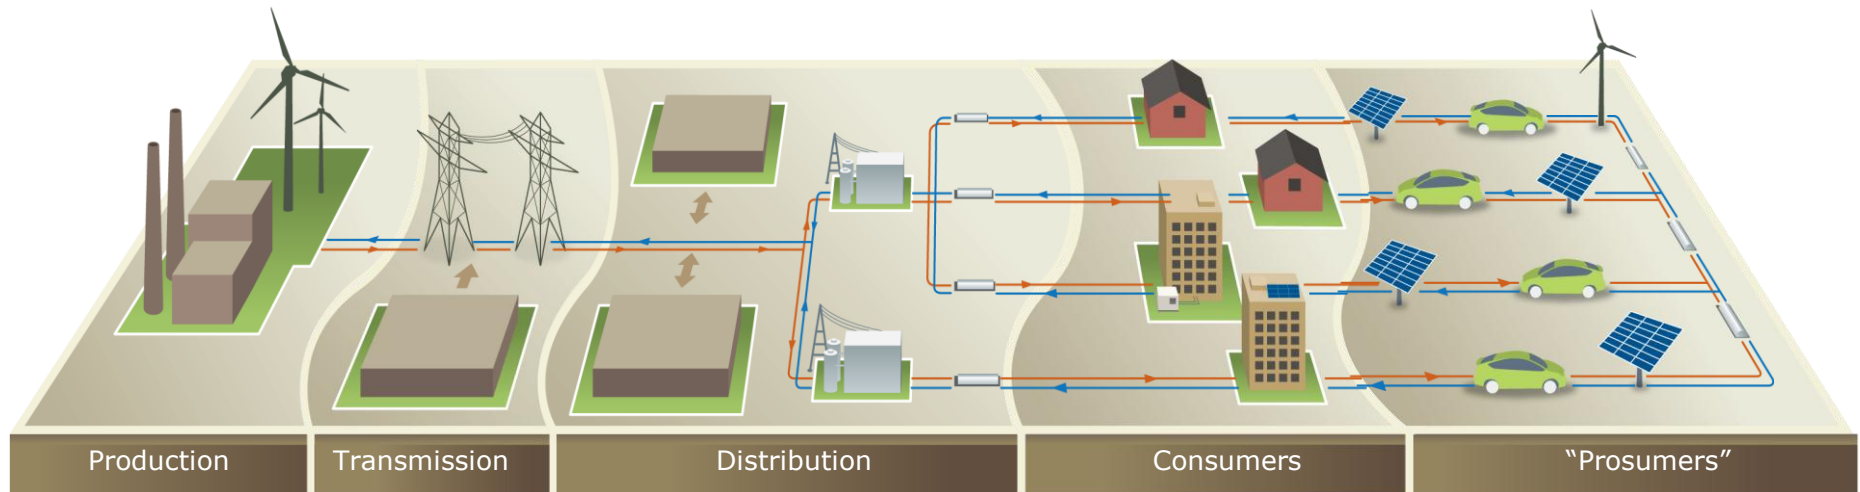 Production
Transmission
Distribution
Consumers
“Prosumers”